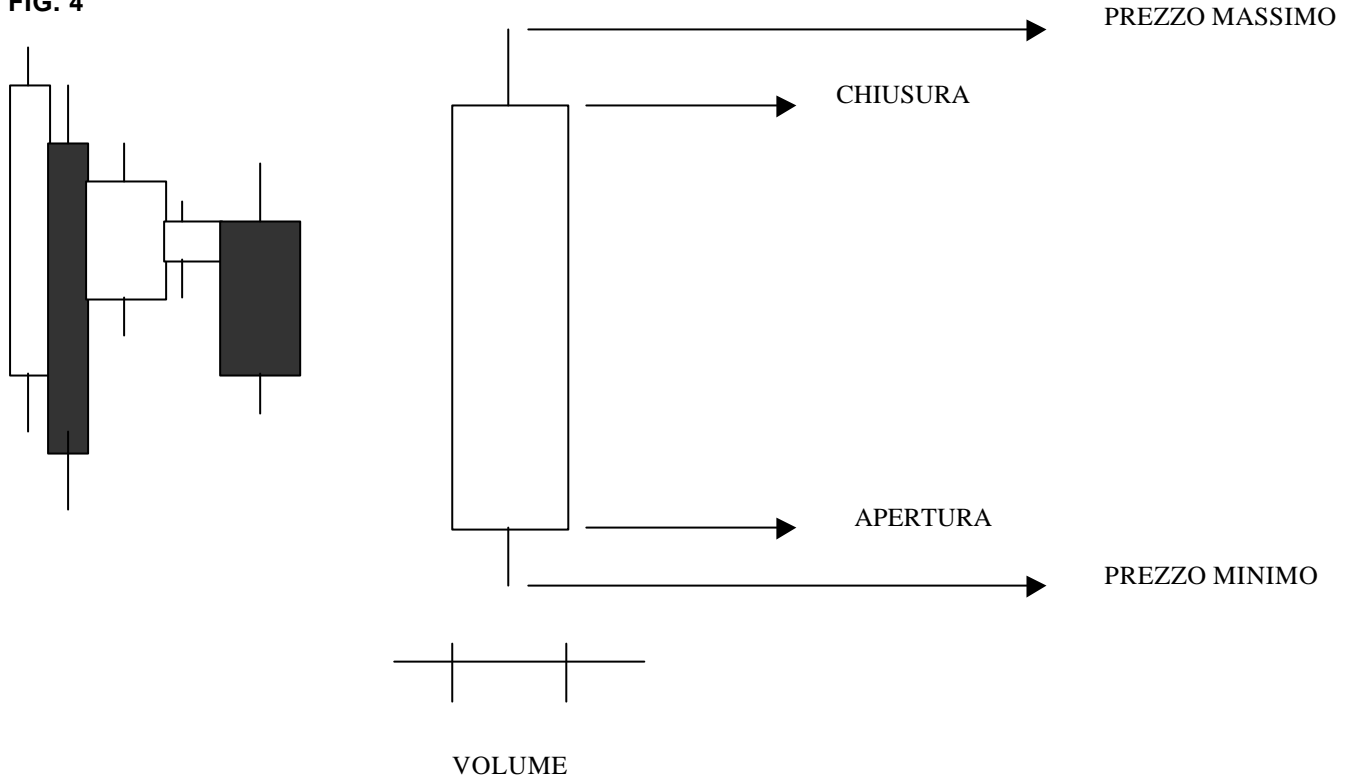 FIG. 4
PREZZO MASSIMO
CHIUSURA
APERTURA
PREZZO MINIMO
VOLUME